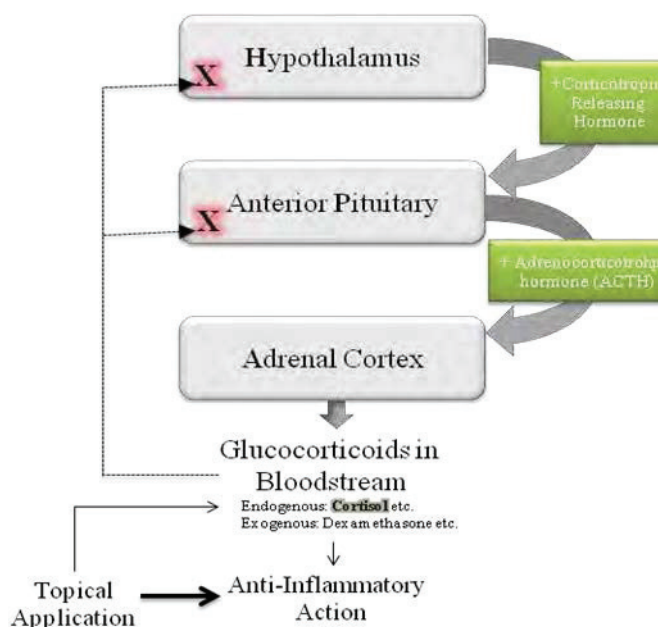 Hypothalamus
X
+Corticotropin
Releasing
Hormone
Anterior Pituitary
X
+ Adrenocorticotroh
hormone (ACTH)
Adrenal Cortex
Glucocorticoids in
Bloodstream
Endogenous: Cortisol etc.
Exogenous: Dexamethasone etc.
Topical
Application
Anti-Inflammatory
Action